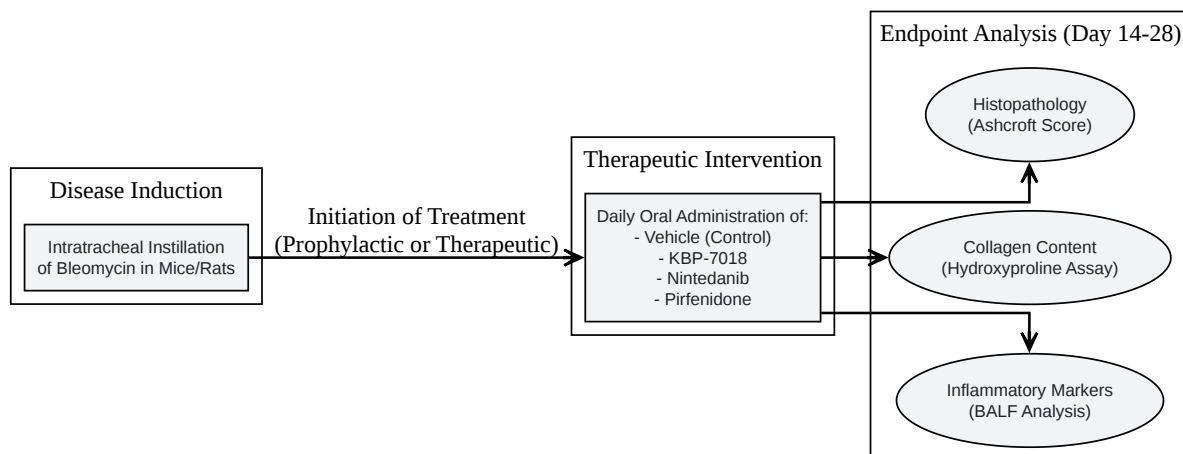 Disease Induction
Intratracheal Instillation
of Bleomycin in Mice/Rats
Initiation of Treatment
(Prophylactic or Therapeutic)
Therapeutic Intervention
Daily Oral Administration of:
- Vehicle (Control)
- KBP-7018
- Nintedanib
- Pirfenidone
Endpoint Analysis (Day 14-28)
Histopathology
(Ashcroft Score)
Collagen Content
(Hydroxyproline Assay)
Inflammatory Markers
(BALF Analysis)